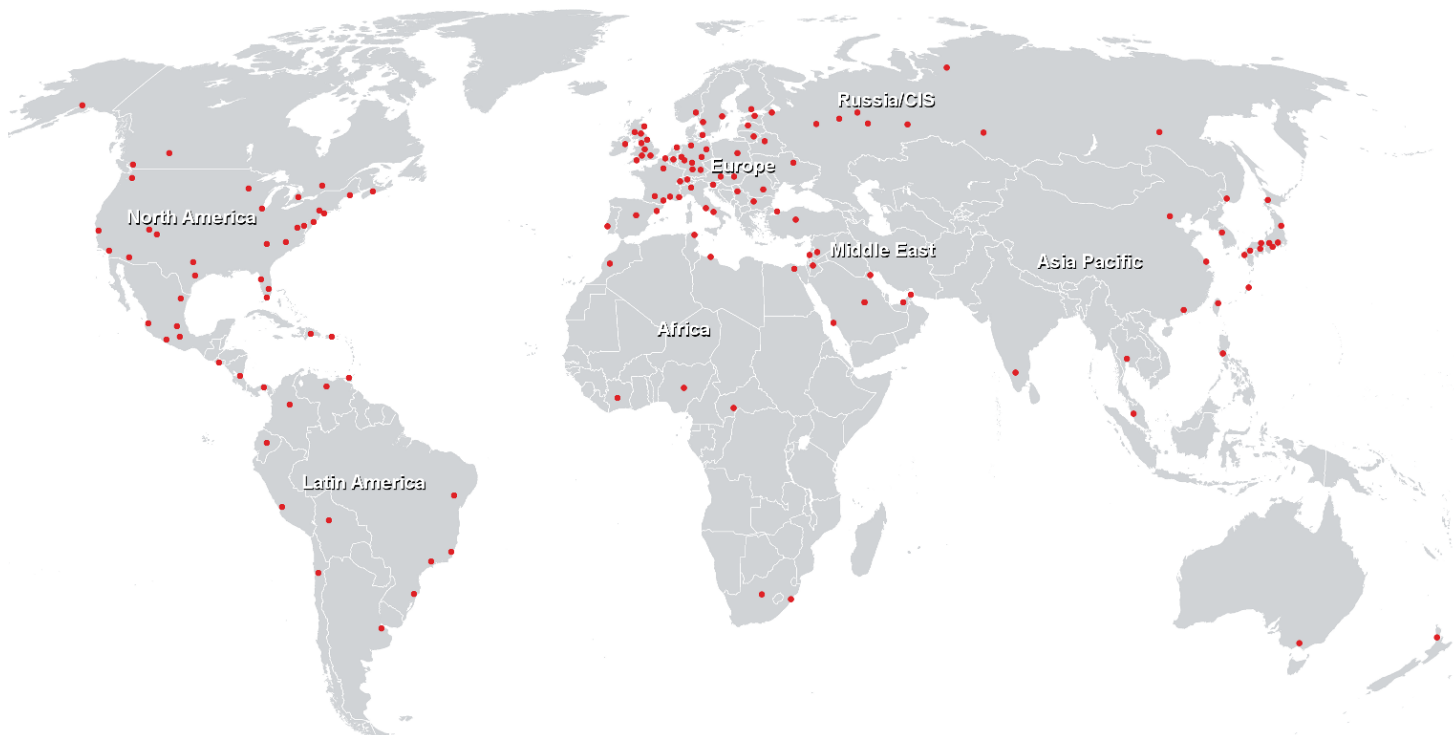 Russia/CIS
Europe
North America
Middle East
Asia Pacific
Africa
Latin America